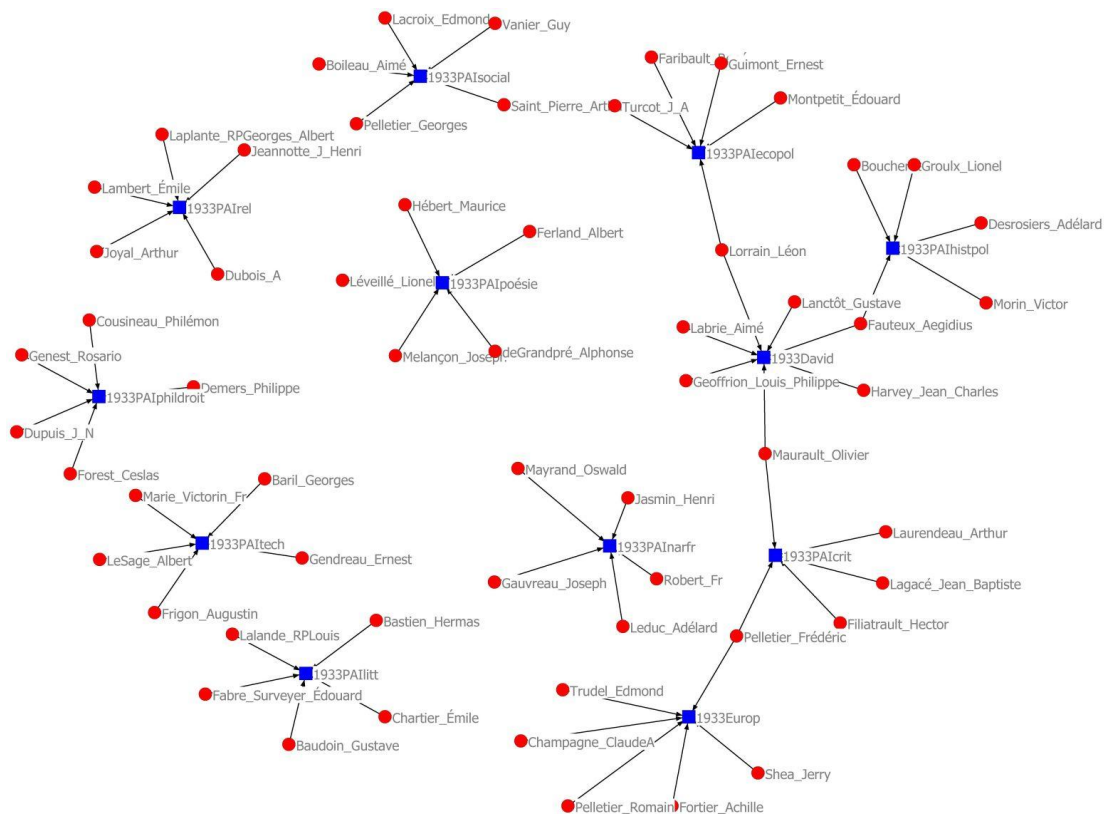 Lacroix_Edmond
Vanier_Guy
Boileau_Aimé
1933PAIsocial
Saint_Pierre_Art
Pelletier_Georges
Faribault_
Guimont_Ernest
Turcot_J_A
Montpetit_Édouard
1933PAIecopol
Laplante_RPGeorges_Albert
Jeannotte_J_Henri
Lambert_Émile
1933PAIrel
Joyal_Arthur
Dubois_A
Hébert_Maurice
Ferland_Albert
Léveillé_Lionel
1933PAIpoésie
Melançon_Joseph
deGrandpré_Alphonse
Boucher
Groulx_Lionel
Desrosiers_Adélard
1933PAIhistpol
Morin_Victor
Lorrain_Léon
Lanctôt_Gustave
Labrie_Aimé
Fauteux_Aegidius
1933David
Geoffrion_Louis_Philippe
Harvey_Jean_Charles
Cousineau_Philémon
Genest_Rosario
Demers_Philippe
1933PAIphildroit
Dupuis_J_N
Forest_Ceslas
Maurault_Olivier
Marie_Victorin_Fr
Baril_Georges
1933PAItech
LeSage_Albert
Gendreau_Ernest
Frigon_Augustin
Mayrand_Oswald
Jasmin_Henri
1933PAInarfr
Gauvreau_Joseph
Robert_Fr
Leduc_Adélard
Laurendeau_Arthur
1933PAIcrit
Lagacé_Jean_Baptiste
Filiatrault_Hector
Pelletier_Frédéric
Lalande_RPLouis
Bastien_Hermas
1933PAIlitt
Fabre_Surveyer_Édouard
Chartier_Émile
Baudoin_Gustave
Trudel_Edmond
1933Europ
Champagne_ClaudeA
Shea_Jerry
Pelletier_Romain
Fortier_Achille